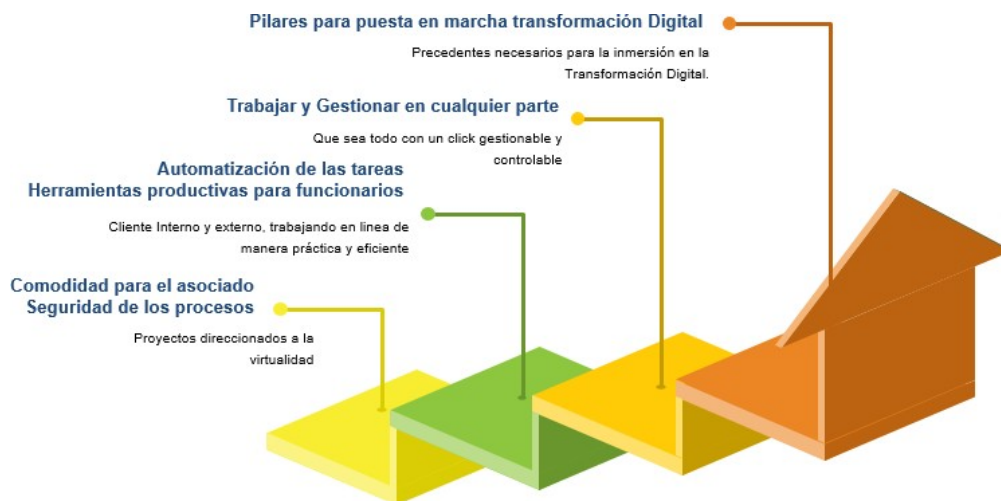 Pilares para puesta en marcha transformación Digital
Precedentes necesarios para la inmersión en la
Transformación Digital.
Trabajar y Gestionar en cualquier parte
Que sea todo con un click gestionable y
controlable
Automatización de las tareas
Herramientas productivas para funcionarios
Cliente Interno y externo, trabajando en linea de
manera práctica y eficiente
Comodidad para el asociado
Seguridad de los procesos
Proyectos direccionados a la
virtualidad